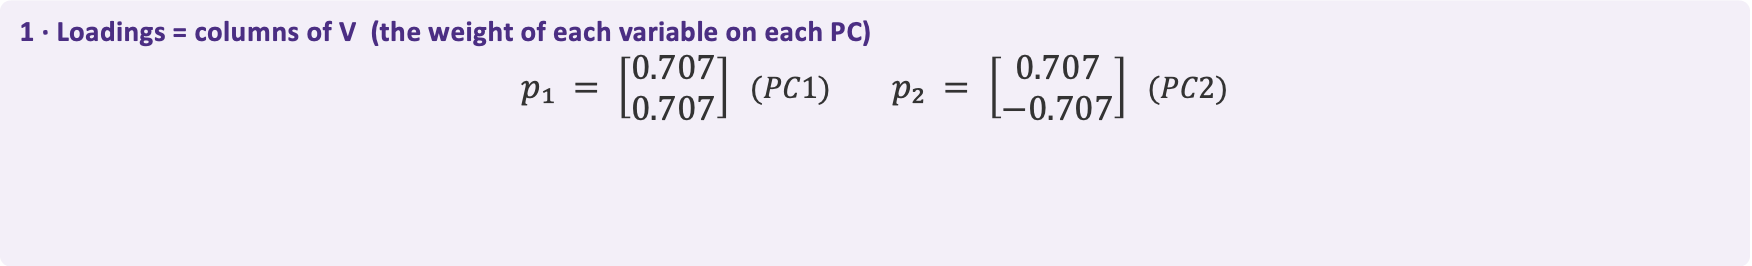 1 · Loadings = columns of V (the weight of each variable on each PC)
p₁ = [0.707 0.707] (PC1) p₂ = [0.707 −0.707] (PC2)